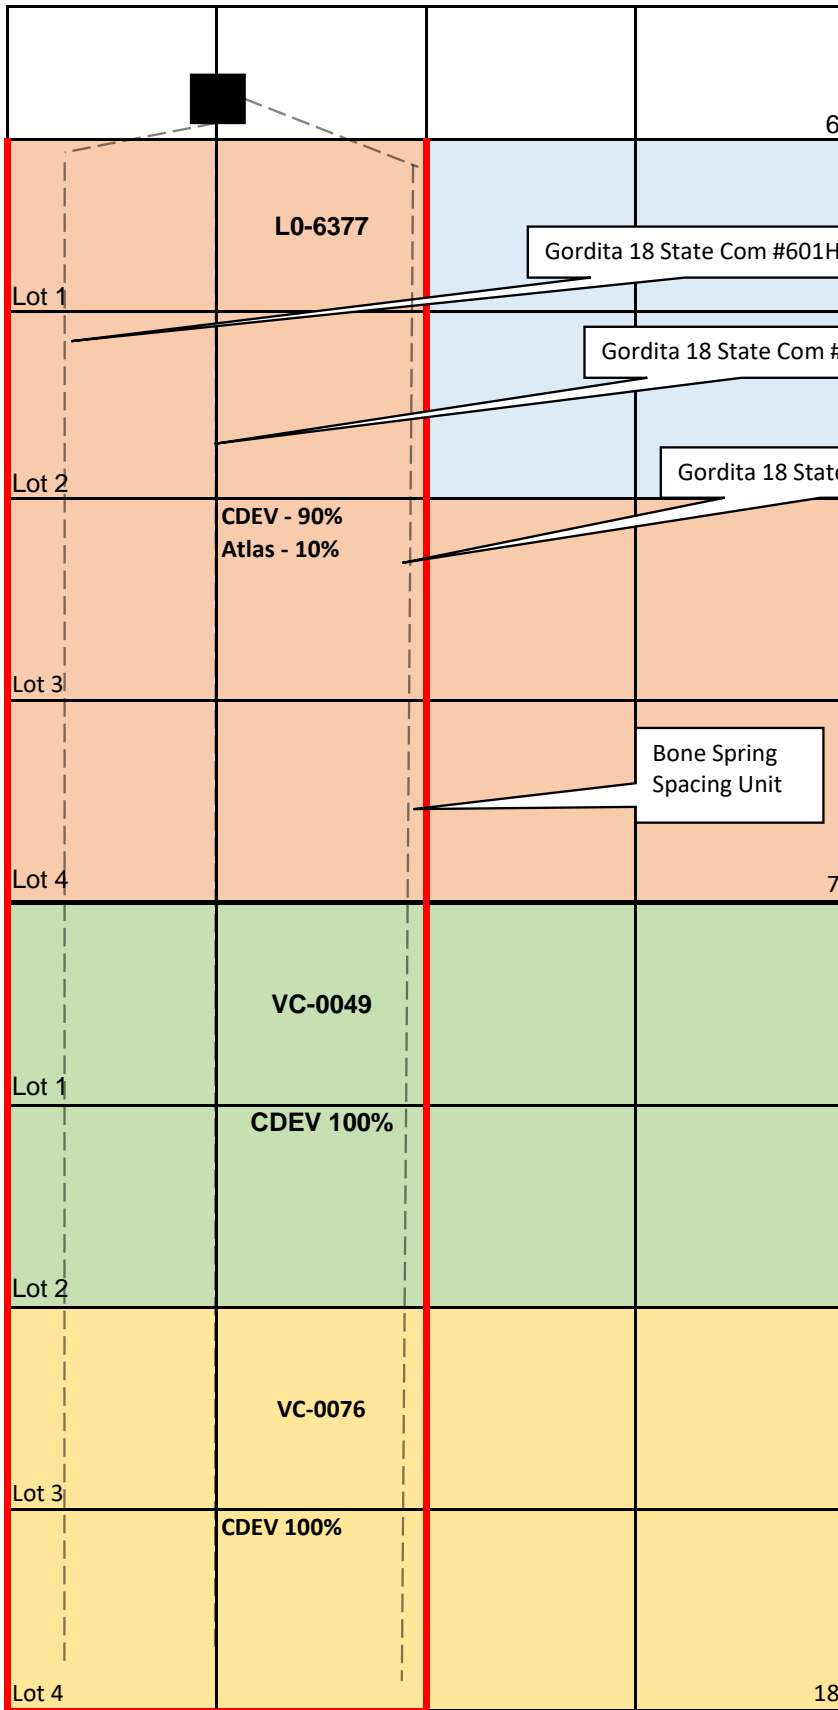 6
L0-6377
Gordita 18 State Com #601H
Lot 1
Gordita 18 State Com #
Lot 2
Gordita 18 State
CDEV - 90%
Atlas - 10%
Lot 3
Bone Spring
Spacing Unit
Lot 4
7
VC-0049
Lot 1
CDEV 100%
Lot 2
VC-0076
Lot 3
CDEV 100%
Lot 4
18